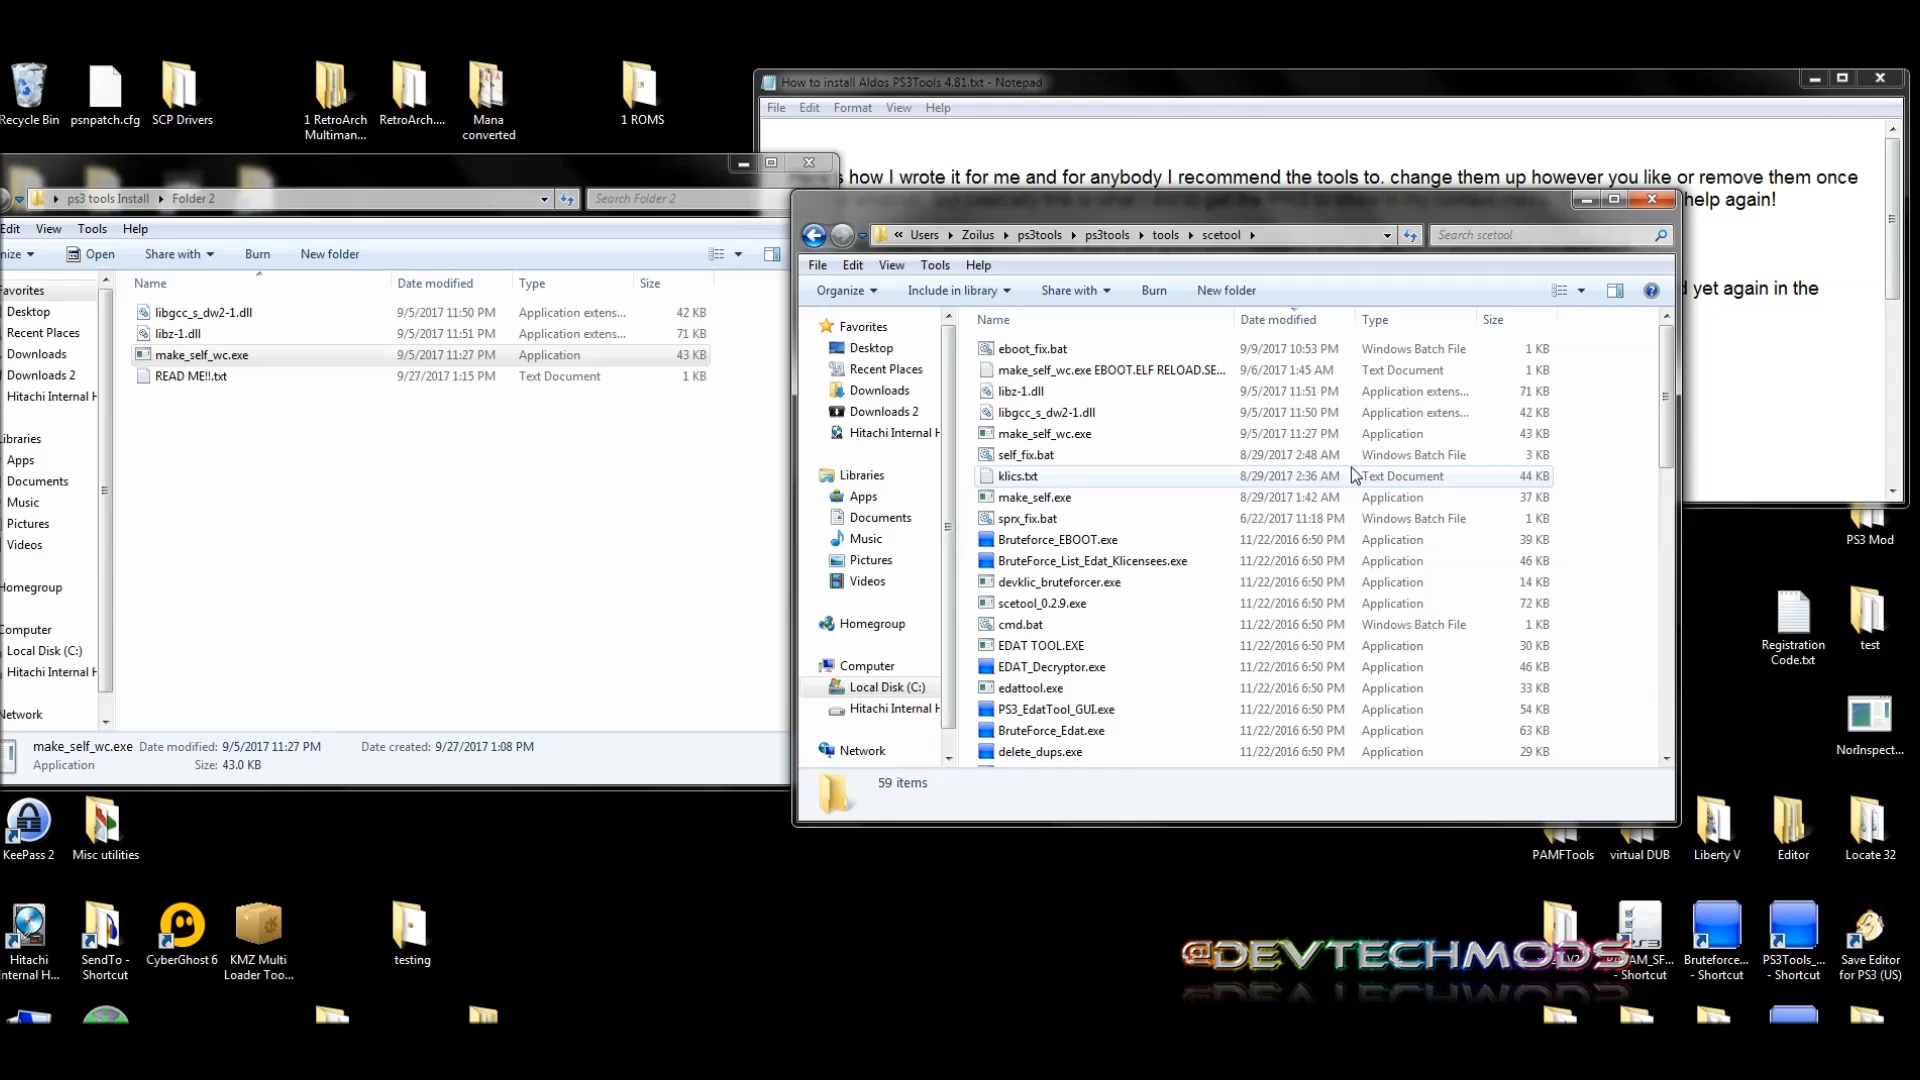 Recycle Bin
psnpatch.cfg
SCP Drivers
1 RetroArch Multiman...
RetroArch....
Mana converted
1 ROMS
How to install Aldos PS3Tools 4.81.txt - Notepad
File Edit Format View Help
how I wrote it for me and for anybody I recommend the tools to. change them up however you like or remove them once
help again!
yet again in the
ps3 tools Install Folder 2
Search Folder 2
Edit View Tools Help
nize Open Share with Burn New folder
Favorites
Desktop
Recent Places
Downloads
Downloads 2
Hitachi Internal H
Libraries
Apps
Documents
Music
Pictures
Videos
Homegroup
Computer
Local Disk (C:)
Hitachi Internal H
Network
Name Date modified Type Size
libgcc_s_dw2-1.dll 9/5/2017 11:50 PM Application extens... 42 KB
libz-1.dll 9/5/2017 11:51 PM Application extens... 71 KB
make_self_wc.exe 9/5/2017 11:27 PM Application 43 KB
READ ME!!.txt 9/27/2017 1:15 PM Text Document 1 KB
make_self_wc.exe Date modified: 9/5/2017 11:27 PM Date created: 9/27/2017 1:08 PM
Application Size: 43.0 KB
« Users Zoilus ps3tools ps3tools tools scetool
Search scetool
File Edit View Tools Help
Organize Include in library Share with Burn New folder
Favorites
Desktop
Recent Places
Downloads
Downloads 2
Hitachi Internal H
Libraries
Apps
Documents
Music
Pictures
Videos
Homegroup
Computer
Local Disk (C:)
Hitachi Internal H
Network
Name Date modified Type Size
eboot_fix.bat 9/9/2017 10:53 PM Windows Batch File 1 KB
make_self_wc.exe EBOOT.ELF RELOAD.SE... 9/6/2017 1:45 AM Text Document 1 KB
libz-1.dll 9/5/2017 11:51 PM Application extens... 71 KB
libgcc_s_dw2-1.dll 9/5/2017 11:50 PM Application extens... 42 KB
make_self_wc.exe 9/5/2017 11:27 PM Application 43 KB
self_fix.bat 8/29/2017 2:48 AM Windows Batch File 3 KB
klics.txt 8/29/2017 2:36 AM Text Document 44 KB
make_self.exe 8/29/2017 1:42 AM Application 37 KB
sprx_fix.bat 6/22/2017 11:18 PM Windows Batch File 1 KB
Bruteforce_EBOOT.exe 11/22/2016 6:50 PM Application 39 KB
BruteForce_List_Edat_Klicensees.exe 11/22/2016 6:50 PM Application 46 KB
devklic_bruteforcer.exe 11/22/2016 6:50 PM Application 14 KB
scetool_0.2.9.exe 11/22/2016 6:50 PM Application 72 KB
cmd.bat 11/22/2016 6:50 PM Windows Batch File 1 KB
EDAT TOOL.EXE 11/22/2016 6:50 PM Application 30 KB
EDAT_Decryptor.exe 11/22/2016 6:50 PM Application 46 KB
edattool.exe 11/22/2016 6:50 PM Application 33 KB
PS3_EdatTool_GUI.exe 11/22/2016 6:50 PM Application 54 KB
BruteForce_Edat.exe 11/22/2016 6:50 PM Application 63 KB
delete_dups.exe 11/22/2016 6:50 PM Application 29 KB
59 items
PS3 Mod
Registration Code.txt
test
NorInspect...
KeePass 2
Misc utilities
PAMFTools
virtual DUB
Liberty V
Editor
Locate 32
Hitachi Internal H...
SendTo - Shortcut
CyberGhost 6
KMZ Multi Loader Too...
testing
@DEVTECHMODS
- Shortcut
Bruteforce... - Shortcut
PS3Tools_... - Shortcut
Save Editor for PS3 (US)